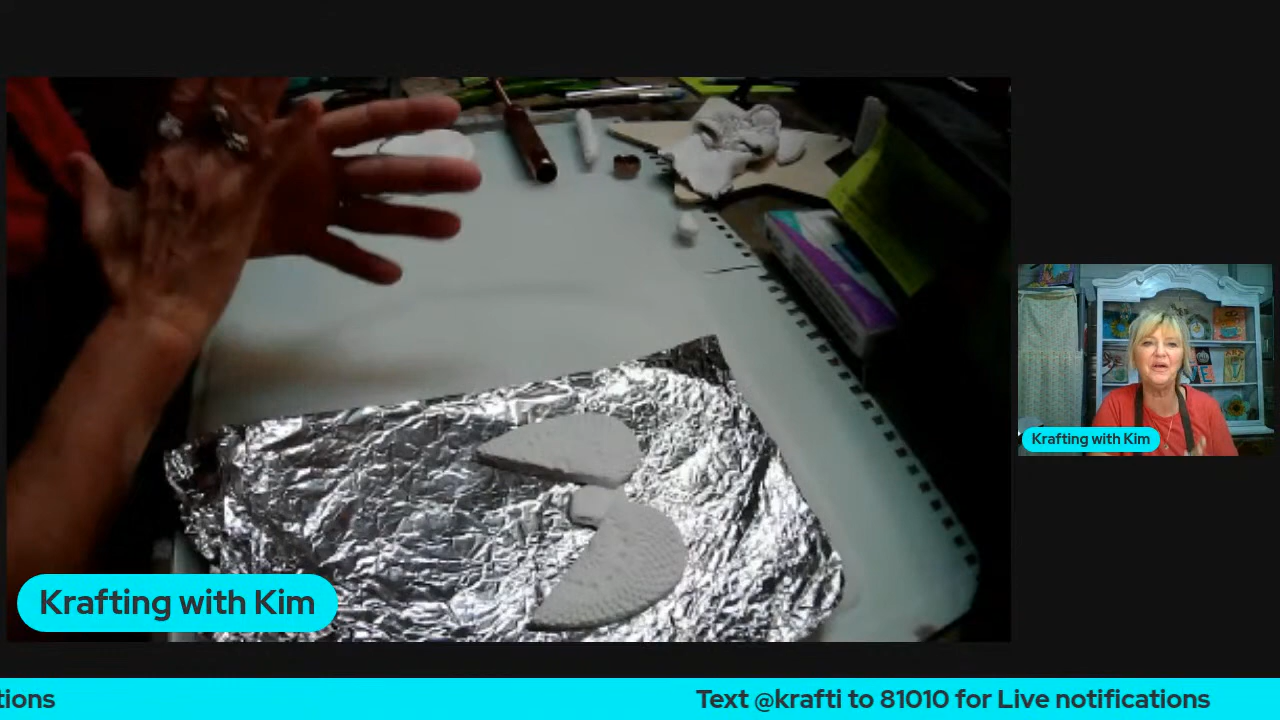 Krafting with Kim
Krafting with Kim
tions
Text @krafti to 81010 for Live notifications